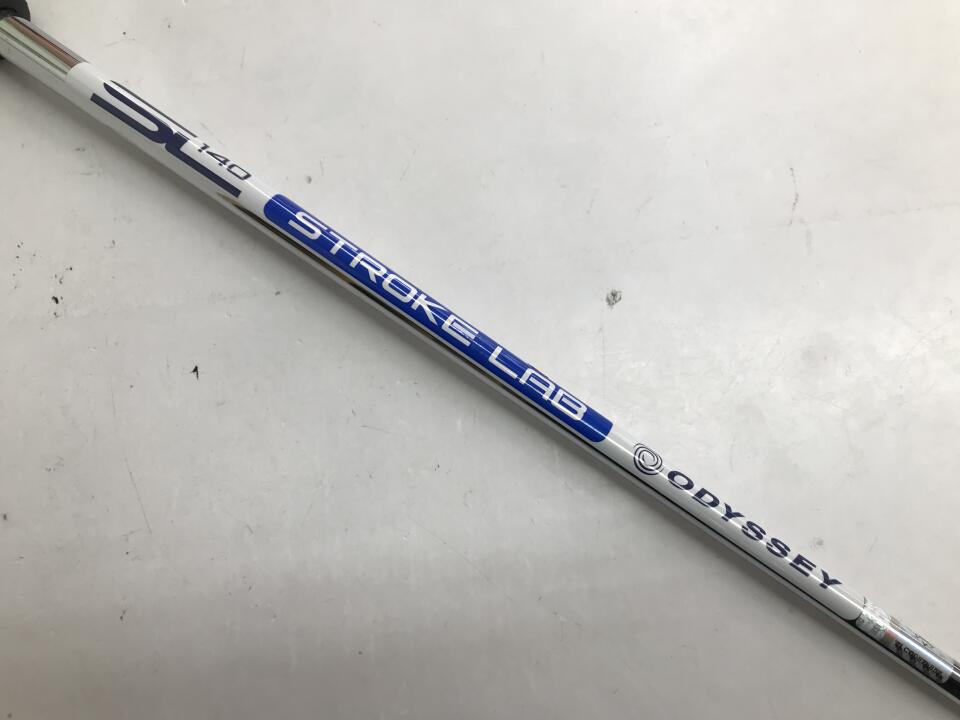 SL 140
STROKE LAB
ODYSSEY